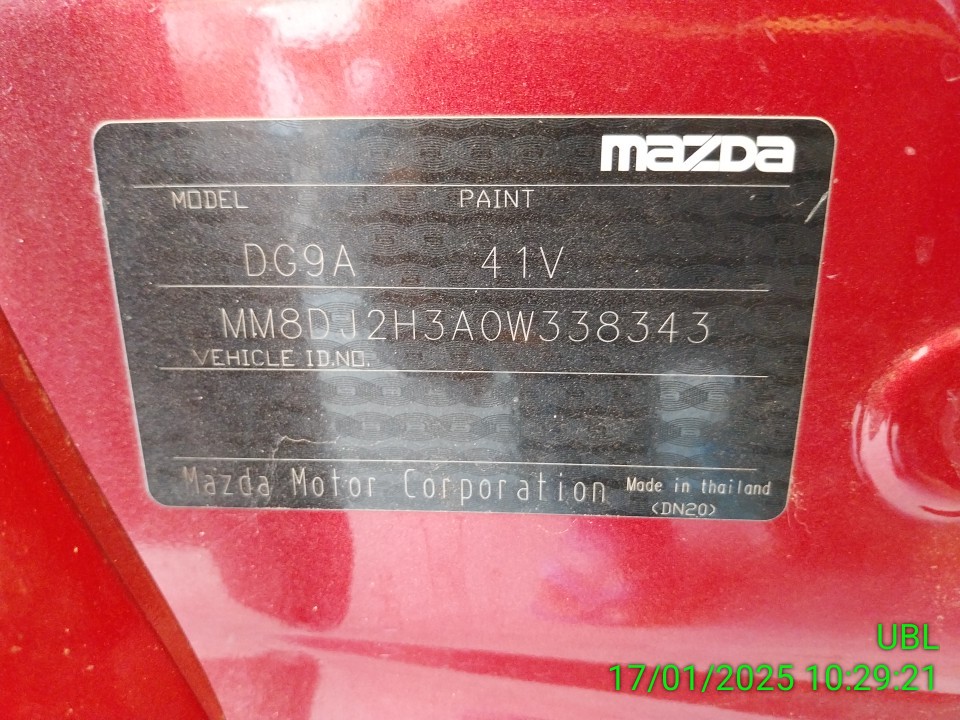 mazda
MODEL PAINT
DG9A 41V
MM8DJ2H3A0W338343
VEHICLE ID.NO.
Mazda Motor Corporation Made in thailand
(DN20)
UBL
17/01/2025 10:29:21